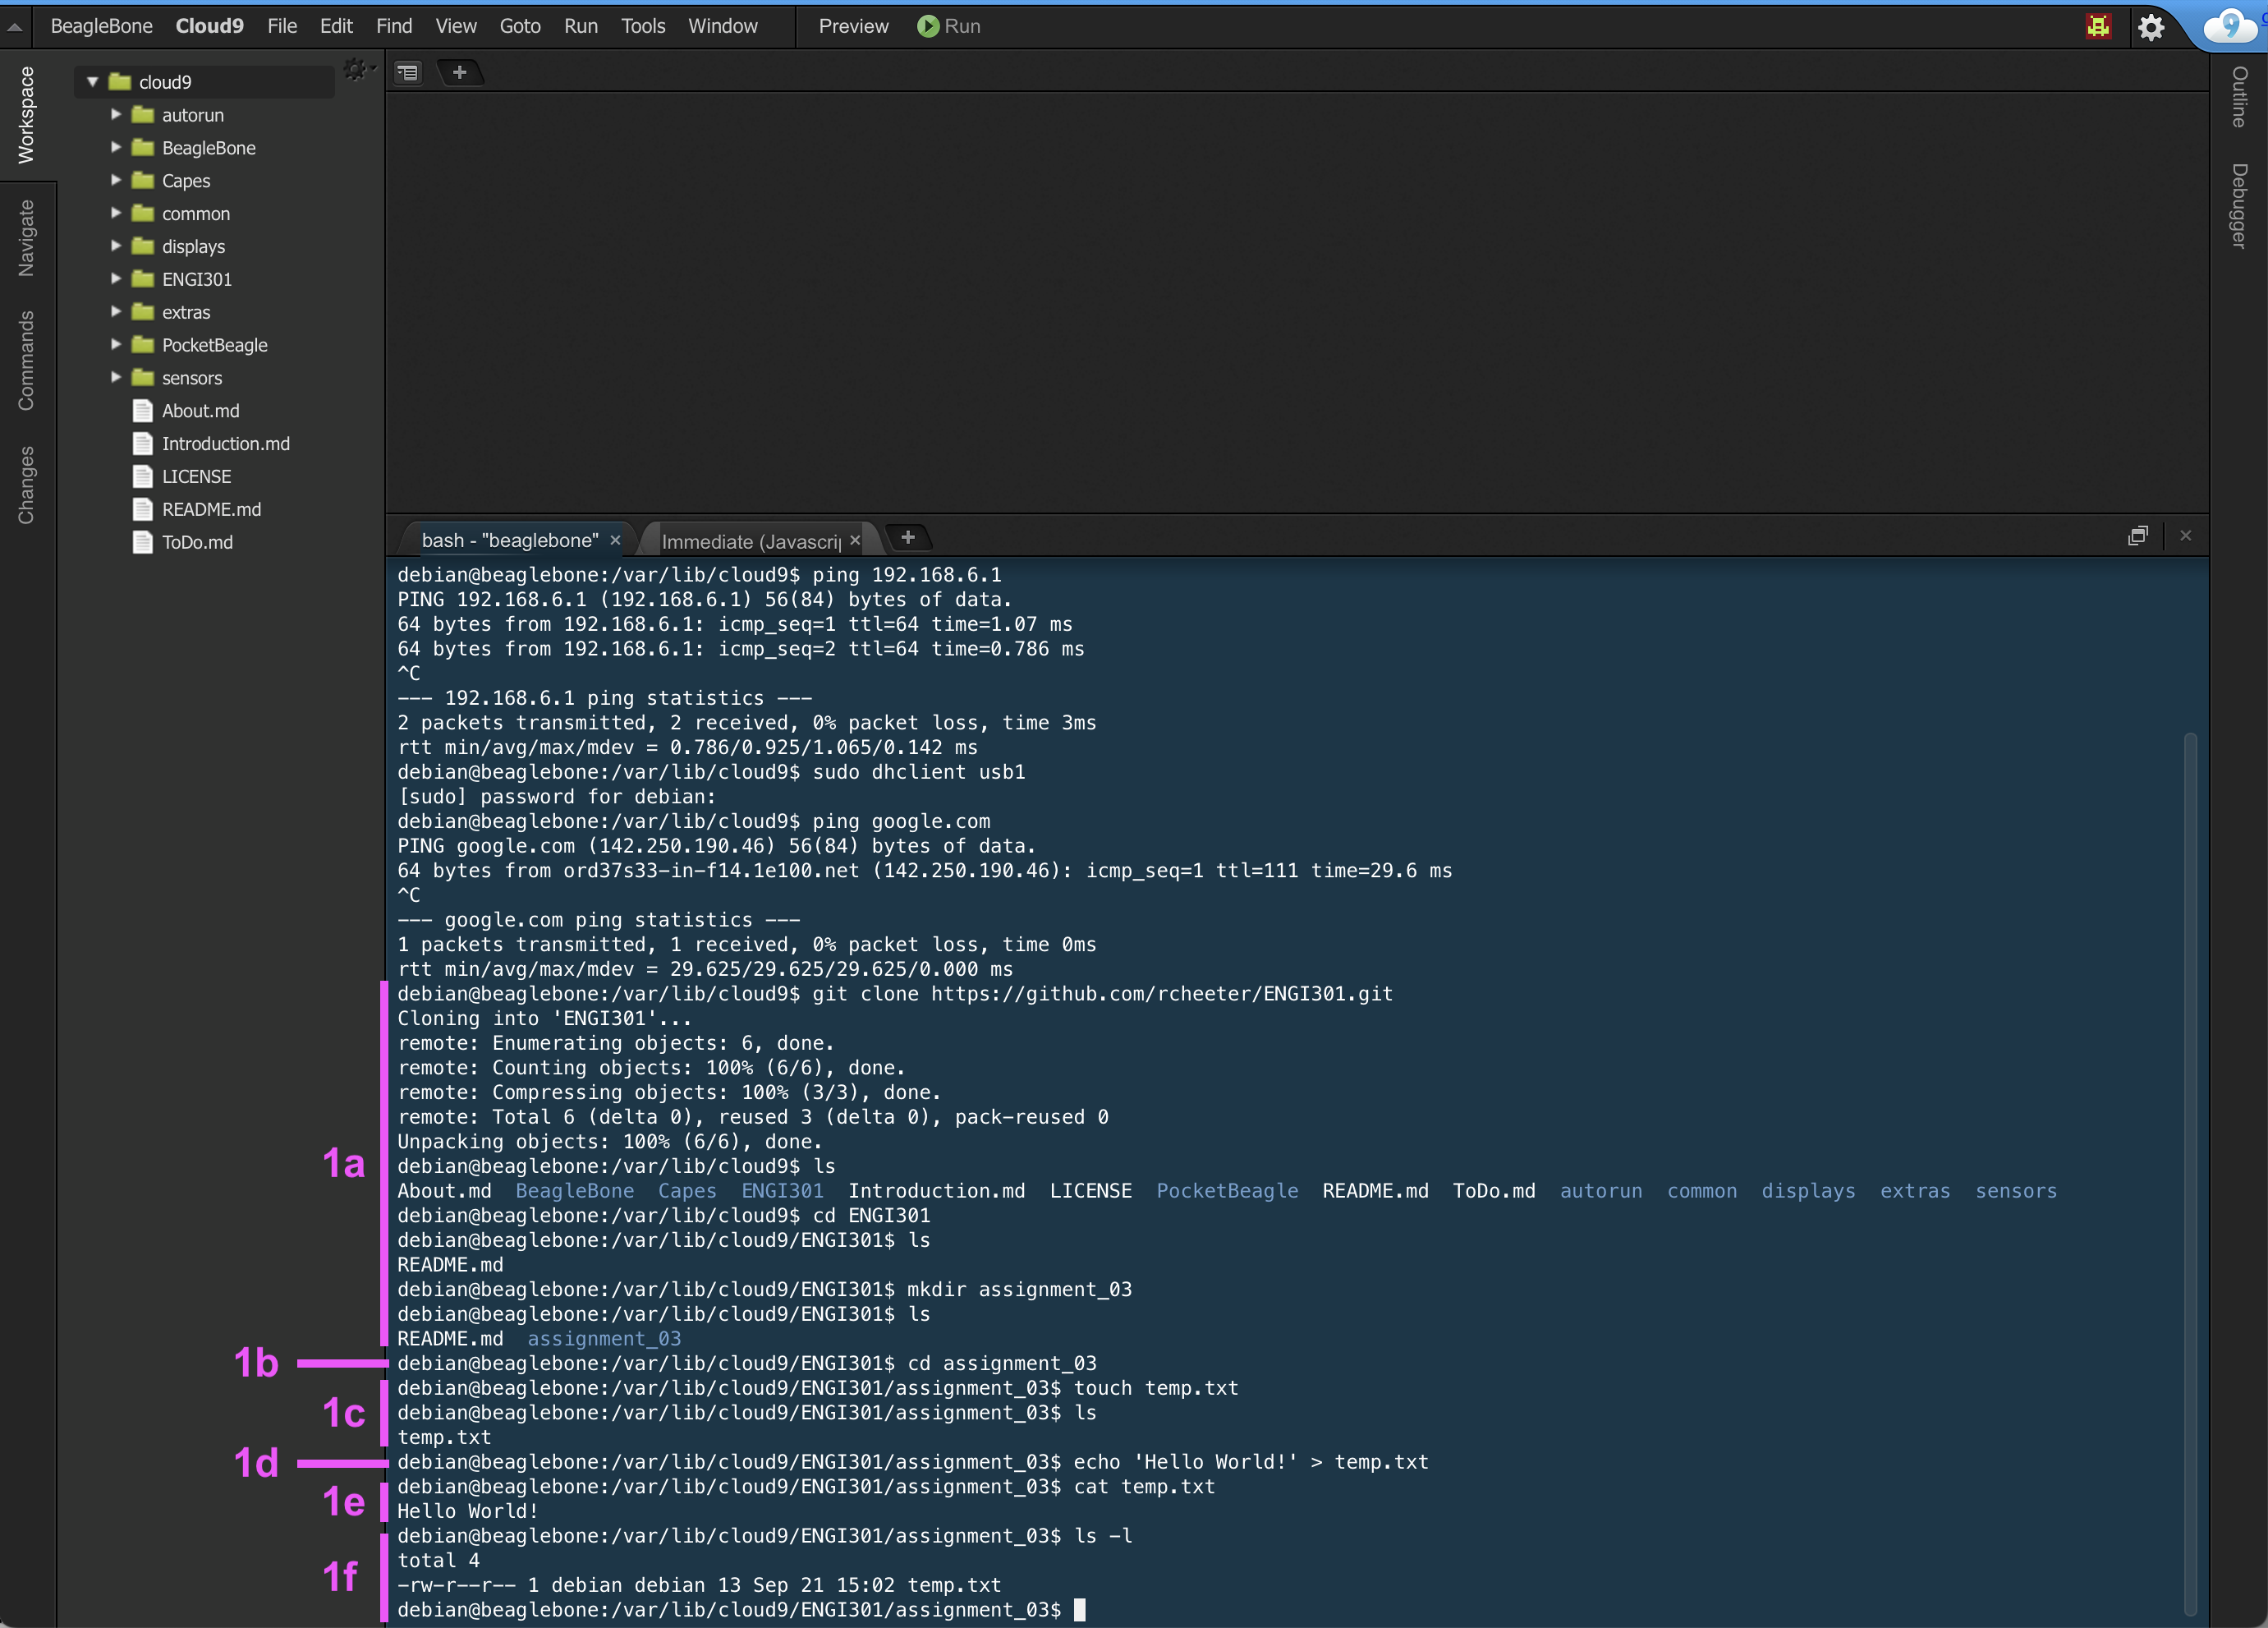 BeagleBone Cloud9 File Edit Find View Goto Run Tools Window Preview Run
Workspace
Navigate
Commands
Changes
cloud9
autorun
BeagleBone
Capes
common
displays
ENGI301
extras
PocketBeagle
sensors
About.md
Introduction.md
LICENSE
README.md
ToDo.md
Outline
Debugger
bash - "beaglebone" Immediate (Javascri
debian@beaglebone:/var/lib/cloud9$ ping 192.168.6.1
PING 192.168.6.1 (192.168.6.1) 56(84) bytes of data.
64 bytes from 192.168.6.1: icmp_seq=1 ttl=64 time=1.07 ms
64 bytes from 192.168.6.1: icmp_seq=2 ttl=64 time=0.786 ms
^C
--- 192.168.6.1 ping statistics ---
2 packets transmitted, 2 received, 0% packet loss, time 3ms
rtt min/avg/max/mdev = 0.786/0.925/1.065/0.142 ms
debian@beaglebone:/var/lib/cloud9$ sudo dhclient usb1
[sudo] password for debian:
debian@beaglebone:/var/lib/cloud9$ ping google.com
PING google.com (142.250.190.46) 56(84) bytes of data.
64 bytes from ord37s33-in-f14.1e100.net (142.250.190.46): icmp_seq=1 ttl=111 time=29.6 ms
^C
--- google.com ping statistics ---
1 packets transmitted, 1 received, 0% packet loss, time 0ms
rtt min/avg/max/mdev = 29.625/29.625/29.625/0.000 ms
debian@beaglebone:/var/lib/cloud9$ git clone https://github.com/rcheeter/ENGI301.git
Cloning into 'ENGI301'...
remote: Enumerating objects: 6, done.
remote: Counting objects: 100% (6/6), done.
remote: Compressing objects: 100% (3/3), done.
remote: Total 6 (delta 0), reused 3 (delta 0), pack-reused 0
Unpacking objects: 100% (6/6), done.
1a
debian@beaglebone:/var/lib/cloud9$ ls
About.md BeagleBone Capes ENGI301 Introduction.md LICENSE PocketBeagle README.md ToDo.md autorun common displays extras sensors
debian@beaglebone:/var/lib/cloud9$ cd ENGI301
debian@beaglebone:/var/lib/cloud9/ENGI301$ ls
README.md
debian@beaglebone:/var/lib/cloud9/ENGI301$ mkdir assignment_03
debian@beaglebone:/var/lib/cloud9/ENGI301$ ls
README.md assignment_03
1b
debian@beaglebone:/var/lib/cloud9/ENGI301$ cd assignment_03
debian@beaglebone:/var/lib/cloud9/ENGI301/assignment_03$ touch temp.txt
1c
debian@beaglebone:/var/lib/cloud9/ENGI301/assignment_03$ ls
temp.txt
1d
debian@beaglebone:/var/lib/cloud9/ENGI301/assignment_03$ echo 'Hello World!' > temp.txt
debian@beaglebone:/var/lib/cloud9/ENGI301/assignment_03$ cat temp.txt
1e
Hello World!
debian@beaglebone:/var/lib/cloud9/ENGI301/assignment_03$ ls -l
total 4
1f
-rw-r--r-- 1 debian debian 13 Sep 21 15:02 temp.txt
debian@beaglebone:/var/lib/cloud9/ENGI301/assignment_03$